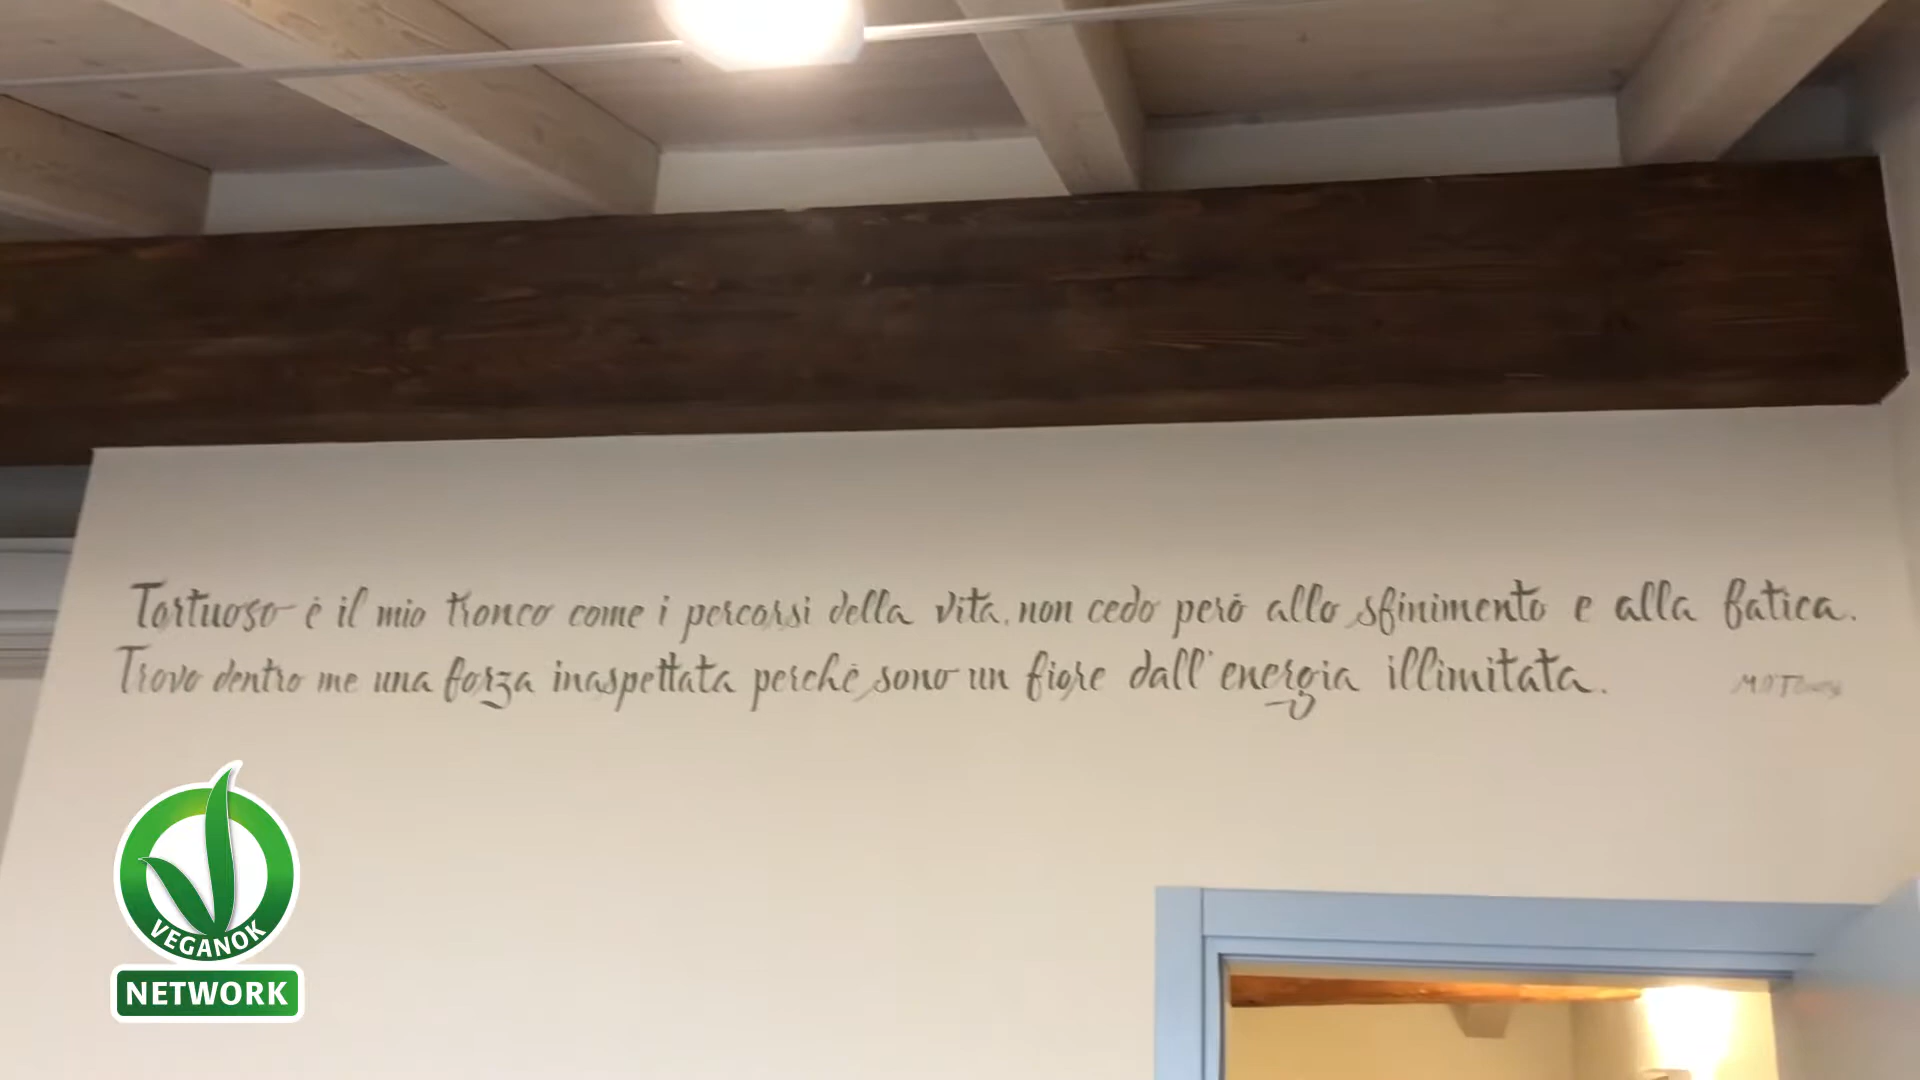 Tortuoso è il mio tronco come i percorsi della vita, non cedo però allo sfinimento e alla fatica.
Trovo dentro me una forza inaspettata perchè sono un fiore dall'energia illimitata.
VEGANOK
NETWORK